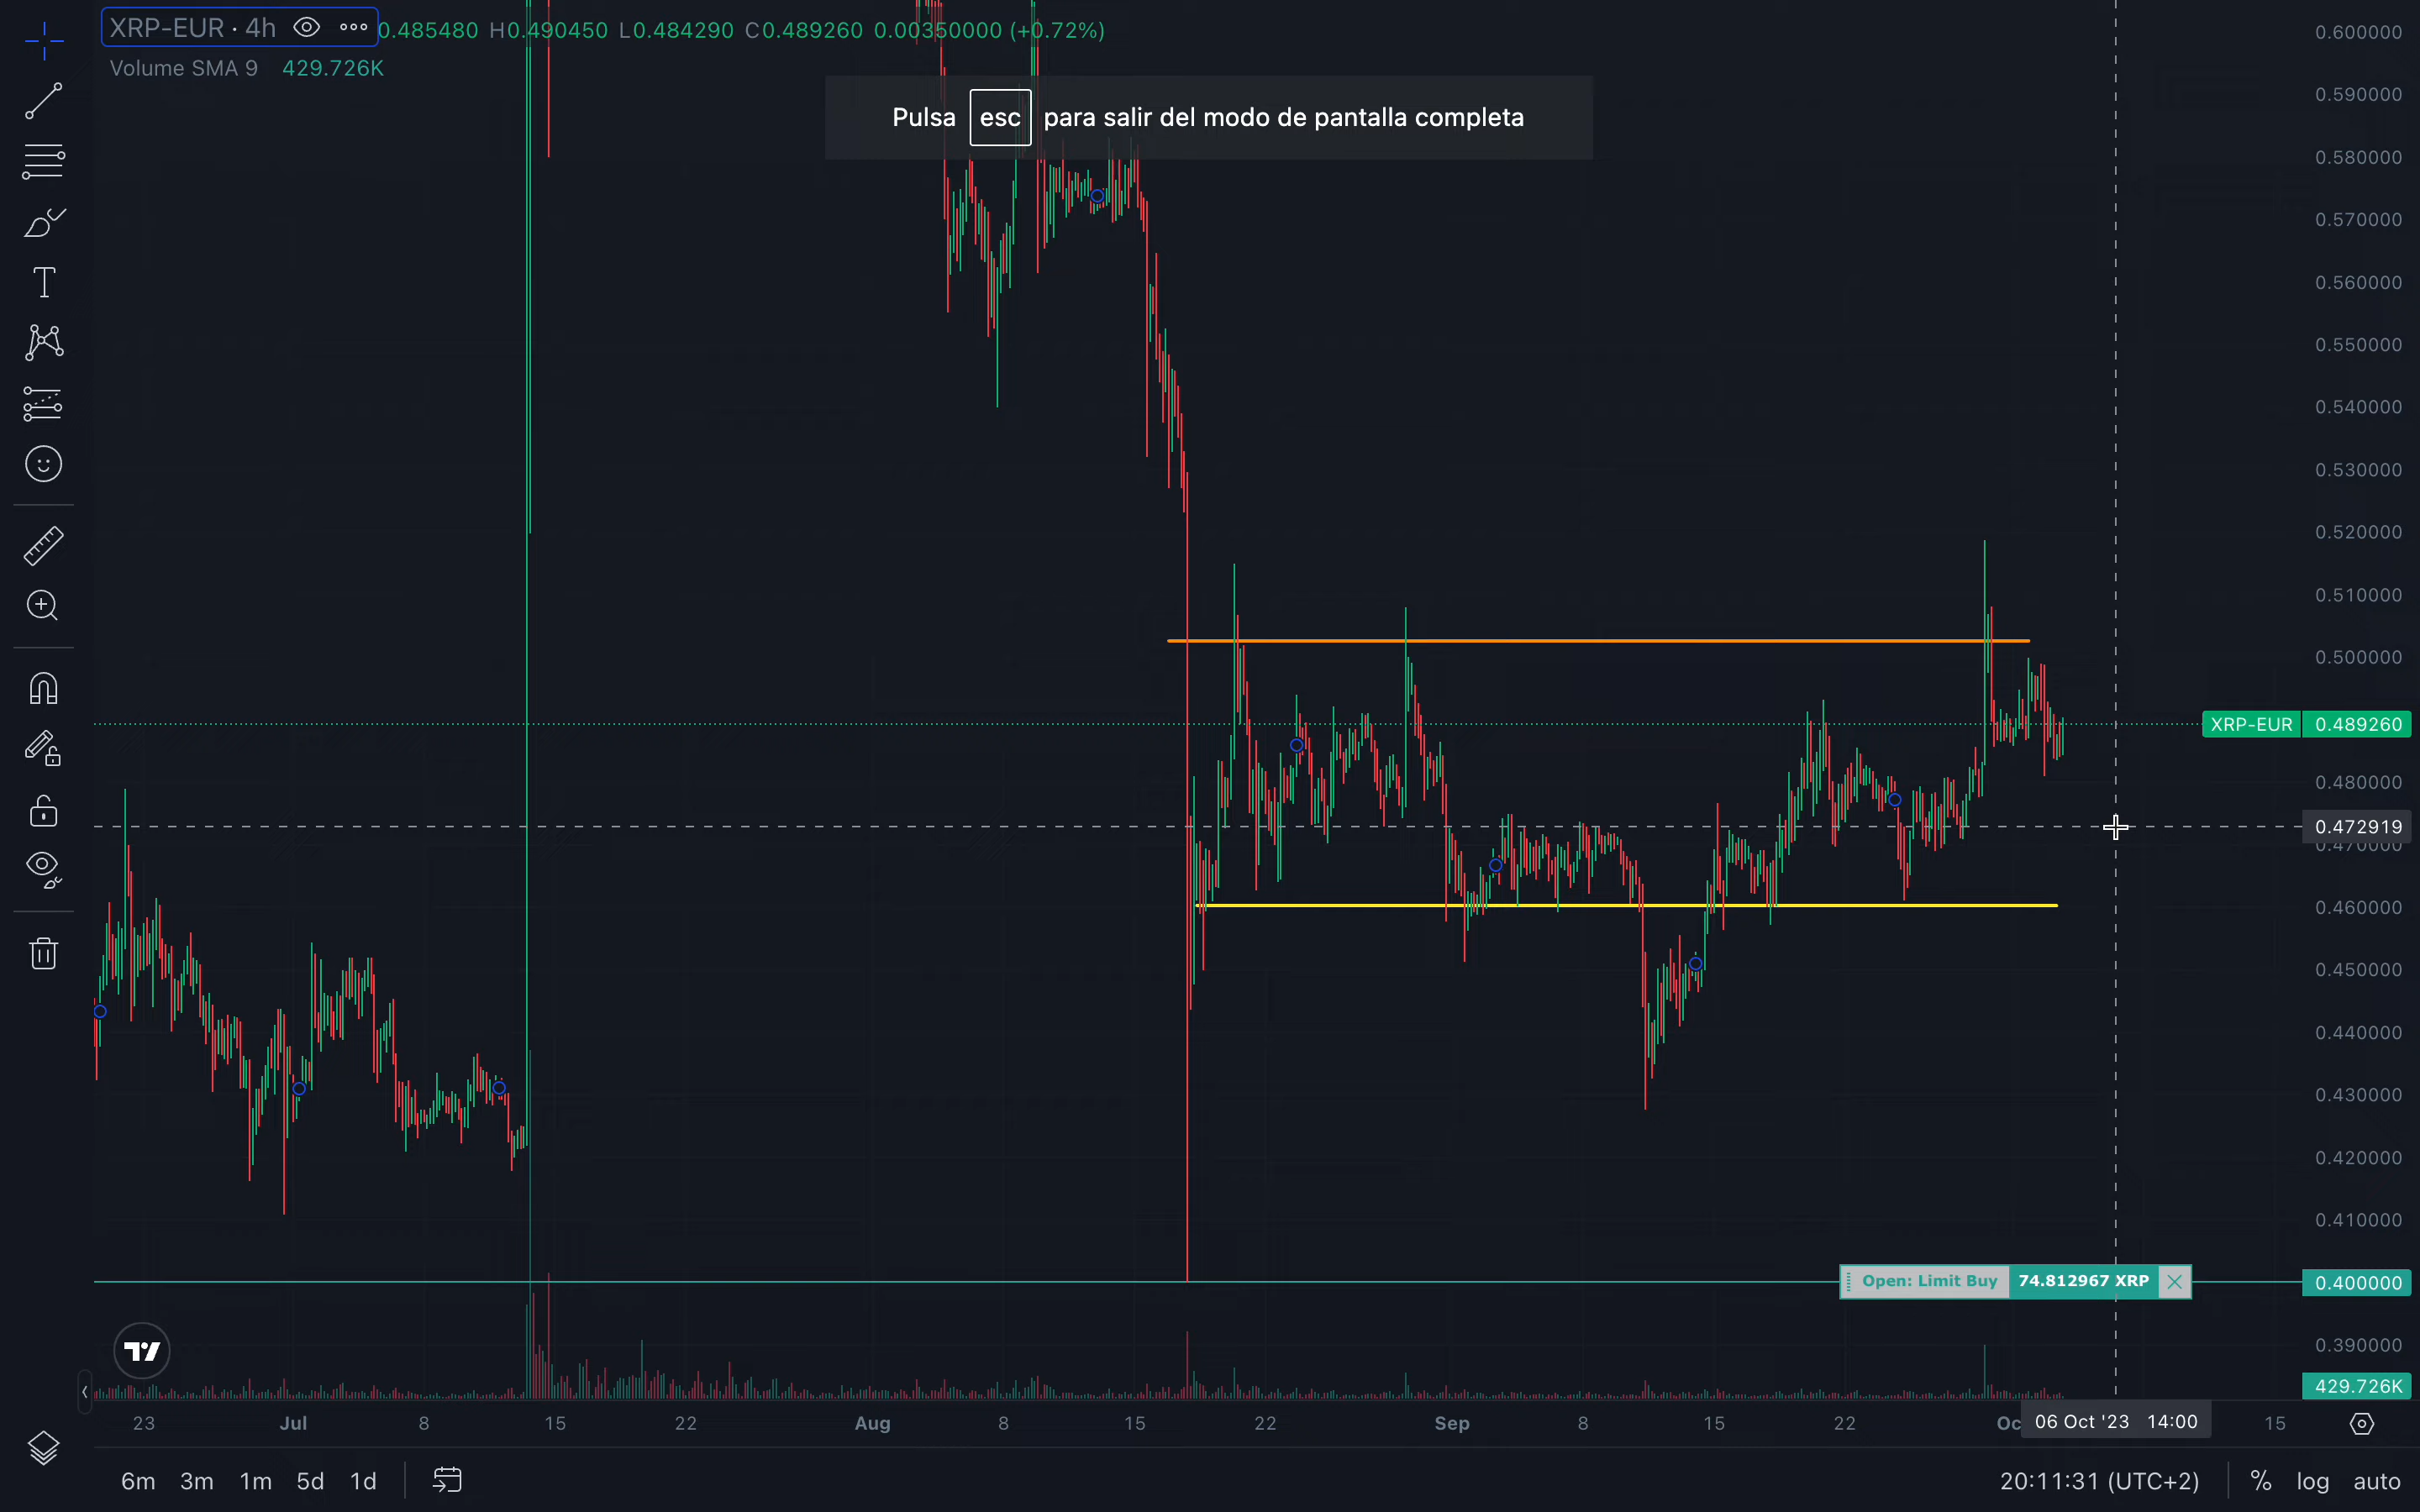 XRP-EUR · 4h 0.485480 H0.490450 L0.484290 C0.489260 0.00350000 (+0.72%)
Volume SMA 9 429.726K
Pulsa esc para salir del modo de pantalla completa
0.600000
0.590000
0.580000
0.570000
0.560000
0.550000
0.540000
0.530000
0.520000
0.510000
0.500000
XRP-EUR 0.489260
0.480000
0.472919
0.470000
0.460000
0.450000
0.440000
0.430000
0.420000
0.410000
Open: Limit Buy 74.812967 XRP 0.400000
0.390000
429.726K
23 Jul 8 15 22 Aug 8 15 22 Sep 8 15 22 Oc 06 Oct '23 14:00 15
6m 3m 1m 5d 1d 20:11:31 (UTC+2) % log auto